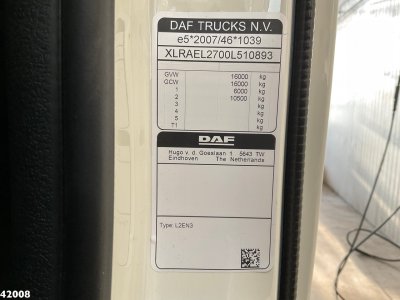 DAF TRUCKS N.V.
e5*2007/46*1039
XLRAEL2700L510893
GVW 16000 kg
GCW 16000 kg
1 6000 kg
2 10500 kg
3 kg
4 kg
5 kg
T1 kg
DAF
Hugo v. d. Goeslaan 1 5643 TW
Eindhoven The Netherlands
Type: L2EN3
42008